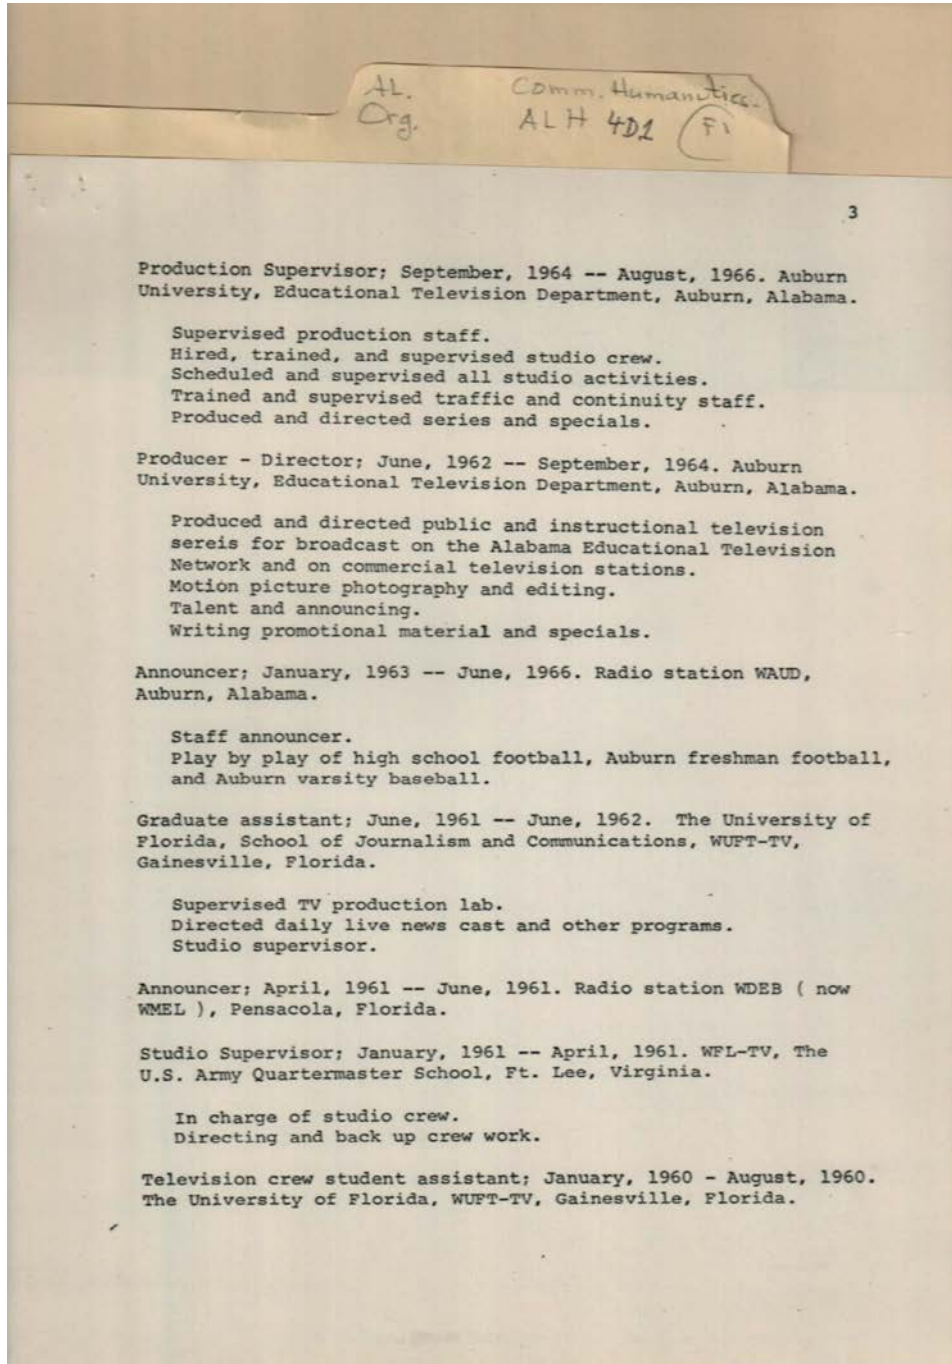 AL. Comm. Humanities.
Org. ALH 4D1 F1
3
Production Supervisor; September, 1964 -- August, 1966. Auburn
University, Educational Television Department, Auburn, Alabama.
Supervised production staff.
Hired, trained, and supervised studio crew.
Scheduled and supervised all studio activities.
Trained and supervised traffic and continuity staff.
Produced and directed series and specials.
Producer - Director; June, 1962 -- September, 1964. Auburn
University, Educational Television Department, Auburn, Alabama.
Produced and directed public and instructional television
sereis for broadcast on the Alabama Educational Television
Network and on commercial television stations.
Motion picture photography and editing.
Talent and announcing.
Writing promotional material and specials.
Announcer; January, 1963 -- June, 1966. Radio station WAUD,
Auburn, Alabama.
Staff announcer.
Play by play of high school football, Auburn freshman football,
and Auburn varsity baseball.
Graduate assistant; June, 1961 -- June, 1962. The University of
Florida, School of Journalism and Communications, WUFT-TV,
Gainesville, Florida.
Supervised TV production lab.
Directed daily live news cast and other programs.
Studio supervisor.
Announcer; April, 1961 -- June, 1961. Radio station WDEB ( now
WMEL ), Pensacola, Florida.
Studio Supervisor; January, 1961 -- April, 1961. WFL-TV, The
U.S. Army Quartermaster School, Ft. Lee, Virginia.
In charge of studio crew.
Directing and back up crew work.
Television crew student assistant; January, 1960 - August, 1960.
The University of Florida, WUFT-TV, Gainesville, Florida.